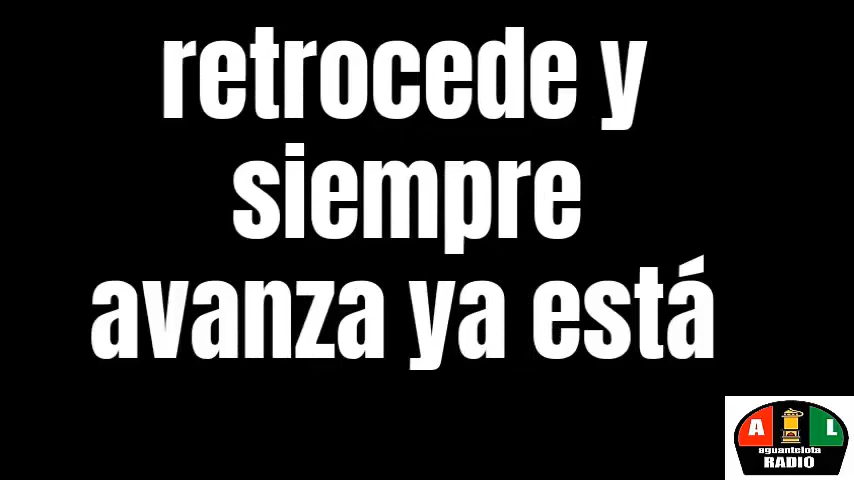 retrocede y
siempre
avanza ya está
A L
aguantelota
RADIO